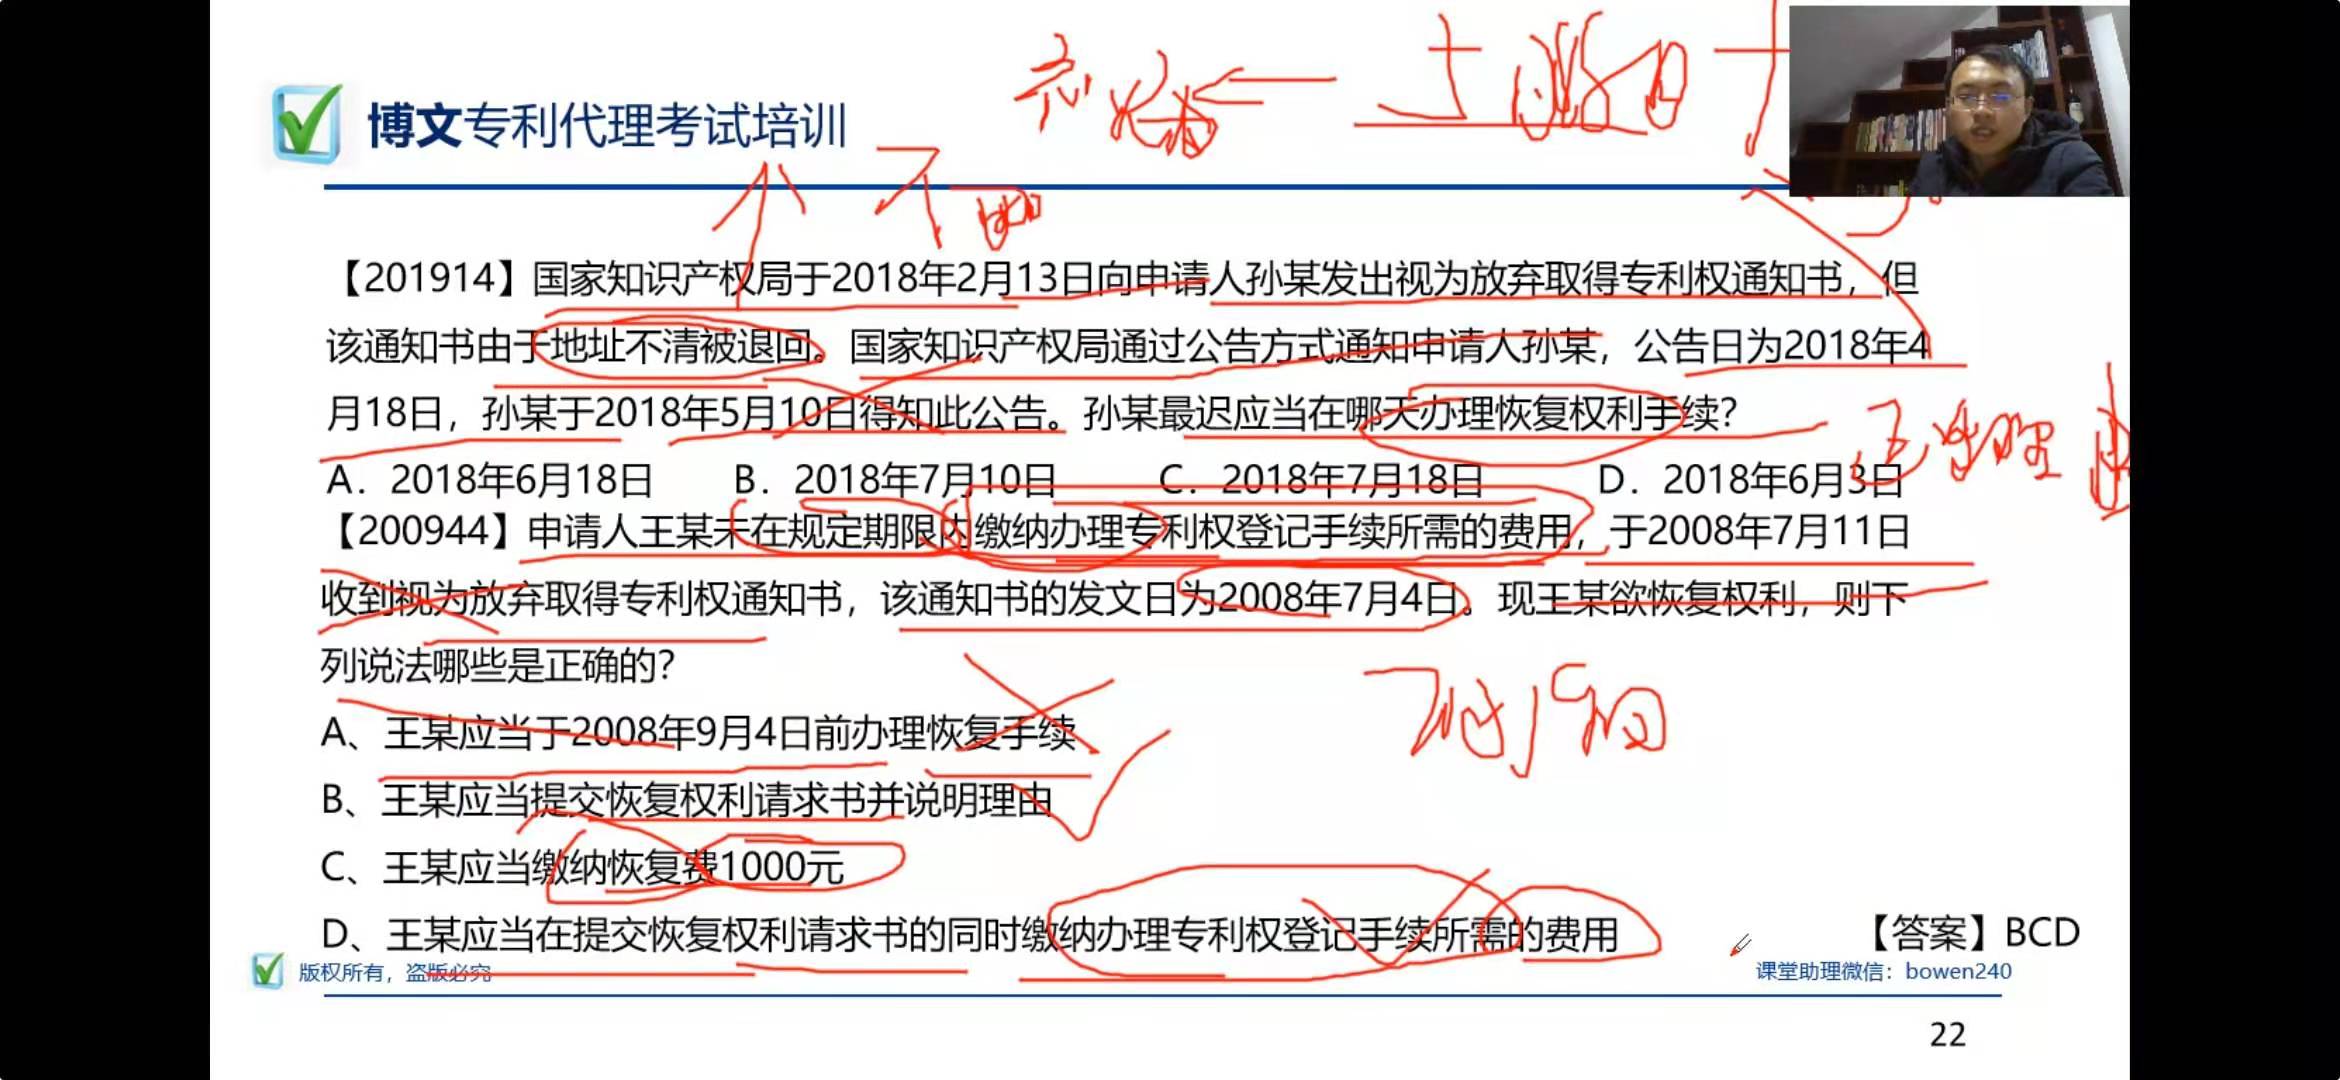 博文专利代理考试培训
【201914】国家知识产权局于2018年2月13日向申请人孙某发出视为放弃取得专利权通知书，但
该通知书由于地址不清被退回。国家知识产权局通过公告方式通知申请人孙某，公告日为2018年4
月18日，孙某于2018年5月10日得知此公告。孙某最迟应当在哪天办理恢复权利手续？
A．2018年6月18日 B．2018年7月10日 C．2018年7月18日 D．2018年6月3日
【200944】申请人王某未在规定期限内缴纳办理专利权登记手续所需的费用，于2008年7月11日
收到视为放弃取得专利权通知书，该通知书的发文日为2008年7月4日。现王某欲恢复权利，则下
列说法哪些是正确的？
A、王某应当于2008年9月4日前办理恢复手续
B、王某应当提交恢复权利请求书并说明理由
C、王某应当缴纳恢复费1000元
D、王某应当在提交恢复权利请求书的同时缴纳办理专利权登记手续所需的费用
【答案】BCD
版权所有，盗版必究
课堂助理微信：bowen240
22